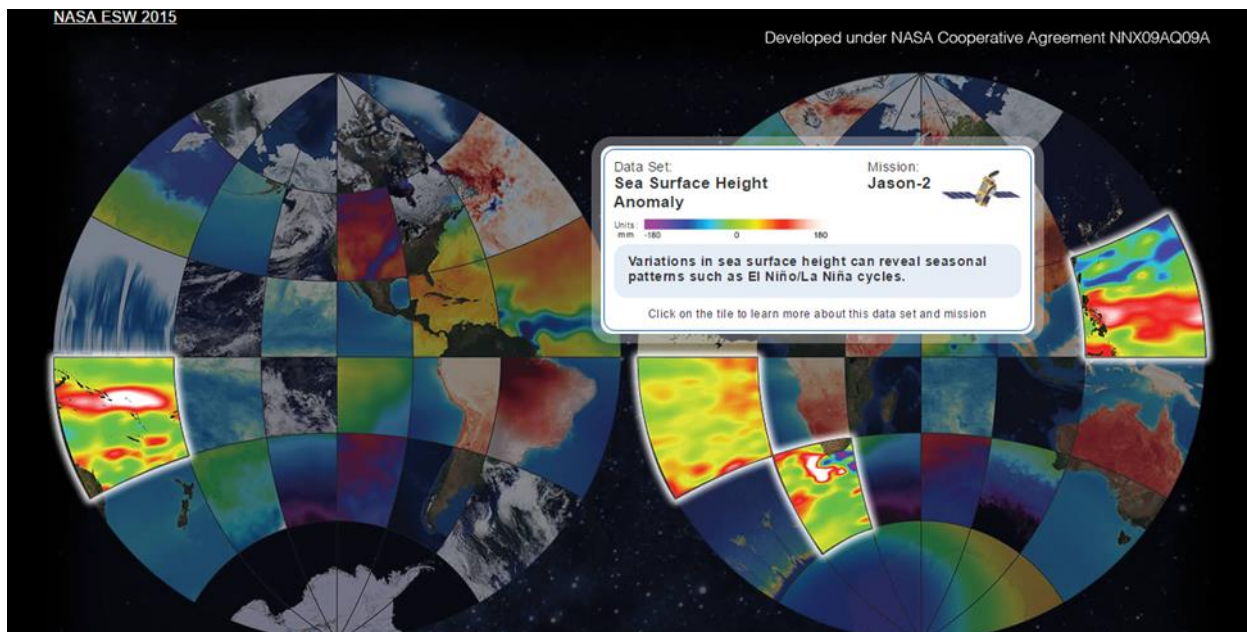 NASA ESW 2015
Developed under NASA Cooperative Agreement NNX09AQ09A
Data Set:
Sea Surface Height
Anomaly
Mission:
Jason-2
Units:
mm -180 0 180
Variations in sea surface height can reveal seasonal
patterns such as El Niño/La Niña cycles.
Click on the tile to learn more about this data set and mission